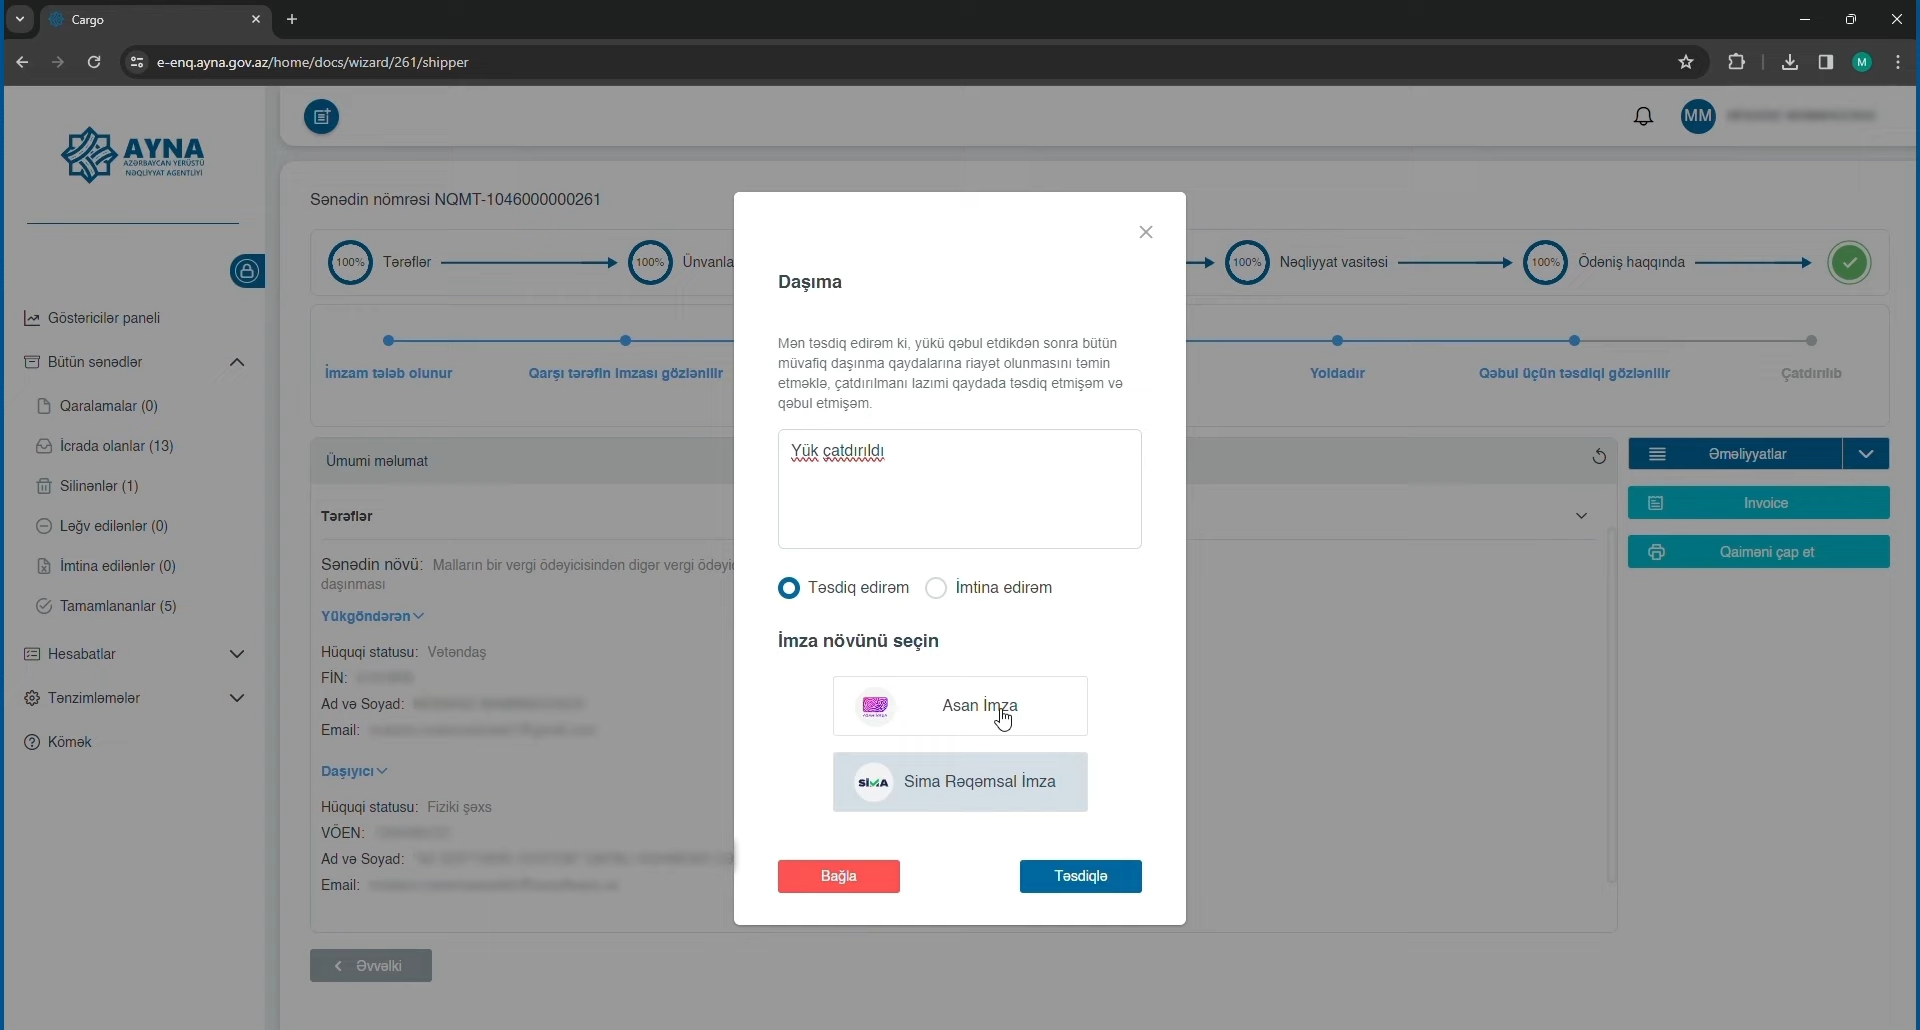 Cargo
e-enq.ayna.gov.az/home/docs/wizard/261/shipper
M
AYNA
AZƏRBAYCAN YERÜSTÜ
NƏQLİYYAT AGENTLİYİ
MM
Göstəricilər paneli
Bütün sənədlər
Qaralamalar (0)
İcrada olanlar (13)
Silinənlər (1)
Ləğv edilənlər (0)
İmtina edilənlər (0)
Tamamlananlar (5)
Hesabatlar
Tənzimləmələr
Kömək
Sənədin nömrəsi NQMT-1046000000261
100% Tərəflər
100% Ünvanla
100% Nəqliyyat vasitəsi
100% Ödəniş haqqında
İmzam tələb olunur
Qarşı tərəfin imzası gözlənilir
Yoldadır
Qəbul üçün təsdiqi gözlənilir
Çatdırılıb
Ümumi məlumat
Tərəflər
Sənədin növü: Malların bir vergi ödəyicisindən digər vergi ödəyi
daşınması
Yükgöndərən
Hüquqi statusu: Vətəndaş
FİN:
Ad və Soyad:
Email:
Daşıyıcı
Hüquqi statusu: Fiziki şəxs
VÖEN:
Ad və Soyad:
Email:
Əvvəlki
Əməliyyatlar
Invoice
Qaiməni çap et
Daşıma
Mən təsdiq edirəm ki, yükü qəbul etdikdən sonra bütün
müvafiq daşınma qaydalarına riayət olunmasını təmin
etməklə, çatdırılmanı lazımi qaydada təsdiq etmişəm və
qəbul etmişəm.
Yük çatdırıldı
Təsdiq edirəm
İmtina edirəm
İmza növünü seçin
ASAN İMZA
Asan İmza
SİMA
Sima Rəqəmsal İmza
Bağla
Təsdiqlə